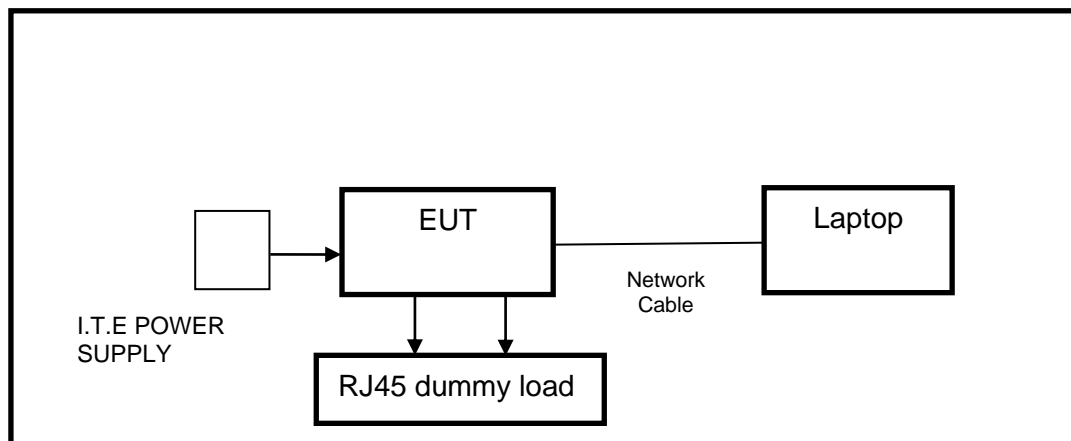 EUT
Laptop
Network
Cable
I.T.E POWER
SUPPLY
RJ45 dummy load